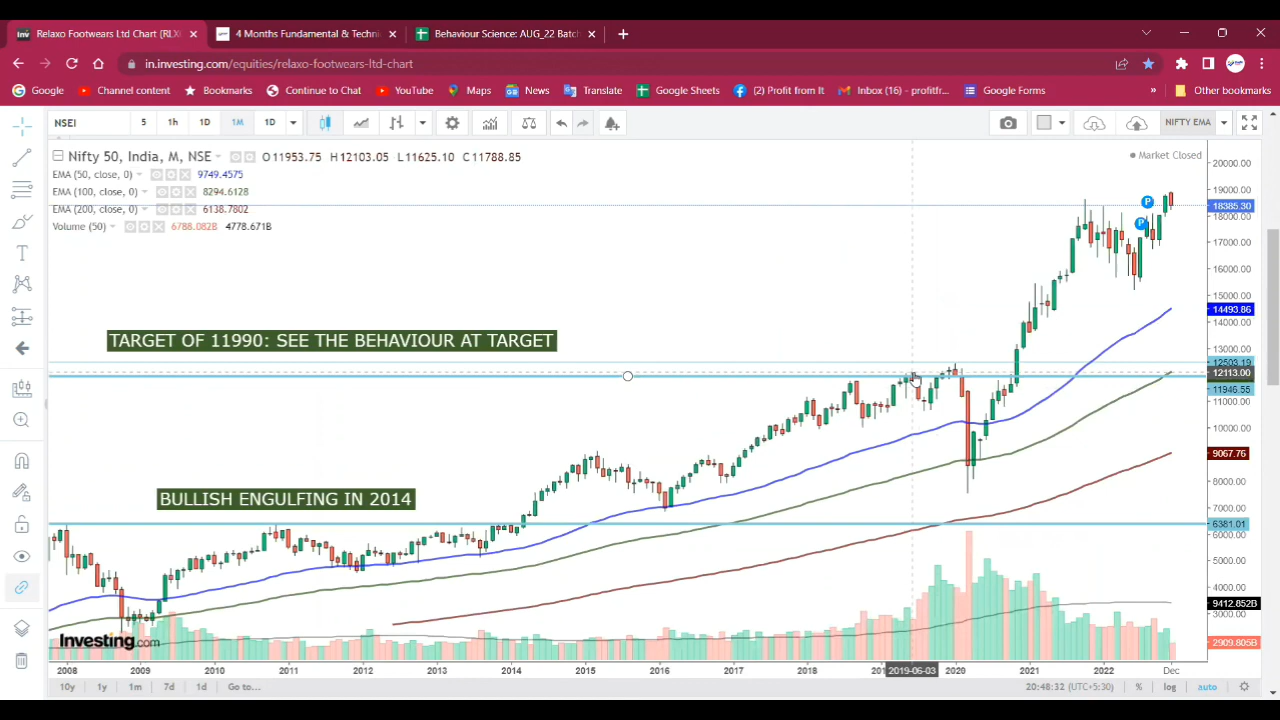 Relaxo Footwears Ltd Chart (RLX
4 Months Fundamental & Techni
Behaviour Science: AUG_22 Batch
in.investing.com/equities/relaxo-footwears-ltd-chart
Google
Channel content
Bookmarks
Continue to Chat
YouTube
Maps
News
Translate
Google Sheets
(2) Profit from It
Inbox (16) - profitfr...
Google Forms
»
Other bookmarks
NSEI
5
1h
1D
1M
1D
NIFTY EMA
Nifty 50, India, M, NSE
O11953.75 H12103.05 L11625.10 C11788.85
Market Closed
EMA (50, close, 0) 9749.4575
EMA (100, close, 0) 8294.6128
EMA (200, close, 0) 6138.7802
Volume (50) 6788.082B 4778.671B
TARGET OF 11990: SEE THE BEHAVIOUR AT TARGET
BULLISH ENGULFING IN 2014
P
P
20000.00
19000.00
18385.30
18000.00
17000.00
16000.00
15000.00
14493.86
14000.00
13000.00
12503.19
12113.00
11946.55
11000.00
10000.00
9067.76
8000.00
7000.00
6381.01
6000.00
5000.00
4000.00
9412.852B
3000.00
2909.805B
Investing.com
2008 2009 2010 2011 2012 2013 2014 2015 2016 2017 2018 2019-06-03 2020 2021 2022 Dec
10y 1y 1m 7d 1d Go to...
20:48:32 (UTC+5:30) % log auto